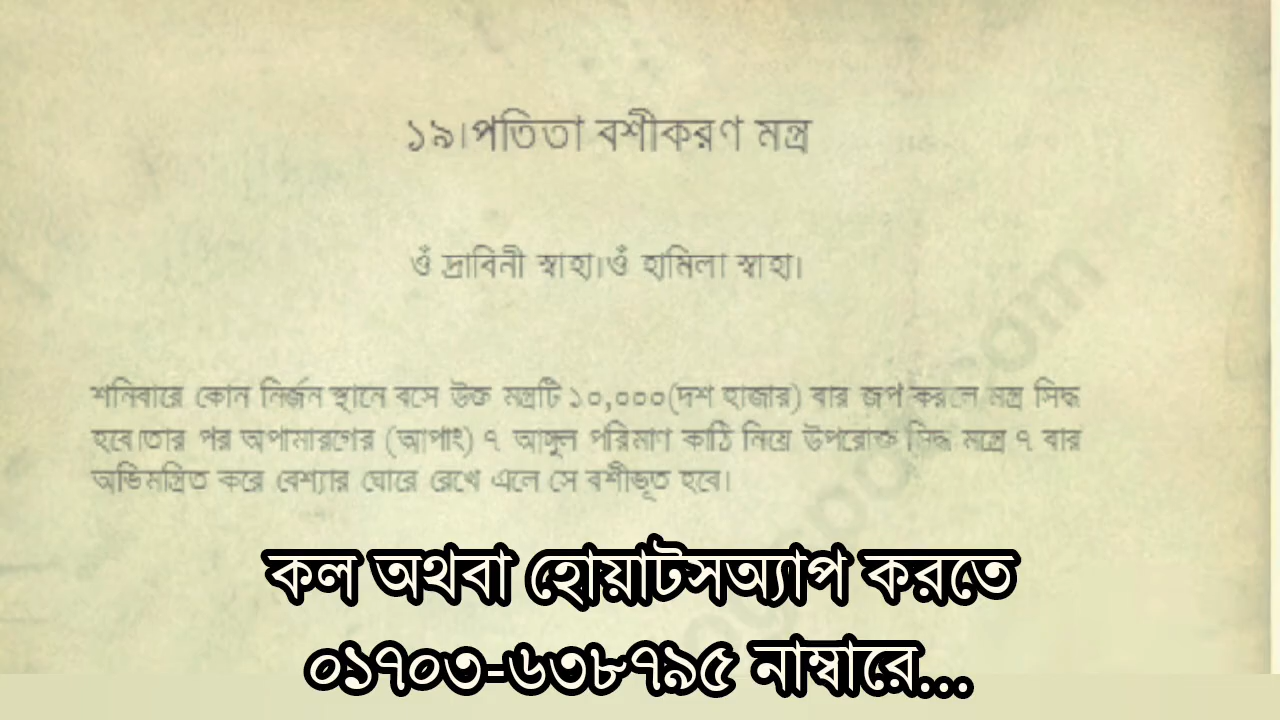 ১৯।পতিতা বশীকরণ মন্ত্র
ওঁ দ্রাবিনী স্বাহা।ওঁ হামিলা স্বাহা।
শনিবারে কোন নির্জন স্থানে বসে উক্ত মন্ত্রটি ১০,০০০(দশ হাজার) বার জপ করলে মন্ত্র সিদ্ধ
হবে।তার পর অপামারগের (আপাং) ৭ আঙ্গুল পরিমাণ কাঠি নিয়ে উপরোক্ত সিদ্ধ মন্ত্রে ৭ বার
অভিমন্ত্রিত করে বেশ্যার ঘোরে রেখে এলে সে বশীভূত হবে।
কল অথবা হোয়াটসঅ্যাপ করতে
০১৭০৩-৬৩৮৭৯৫ নাম্বারে...